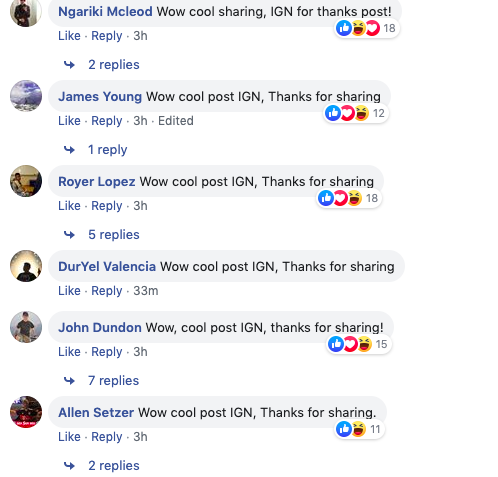 Ngariki Mcleod Wow cool sharing, IGN for thanks post!
18
Like · Reply · 3h
2 replies
James Young Wow cool post IGN, Thanks for sharing
12
Like · Reply · 3h · Edited
1 reply
Royer Lopez Wow cool post IGN, Thanks for sharing
18
Like · Reply · 3h
5 replies
DurYel Valencia Wow cool post IGN, Thanks for sharing
Like · Reply · 33m
John Dundon Wow, cool post IGN, thanks for sharing!
15
Like · Reply · 3h
7 replies
Allen Setzer Wow cool post IGN, Thanks for sharing.
11
Like · Reply · 3h
2 replies